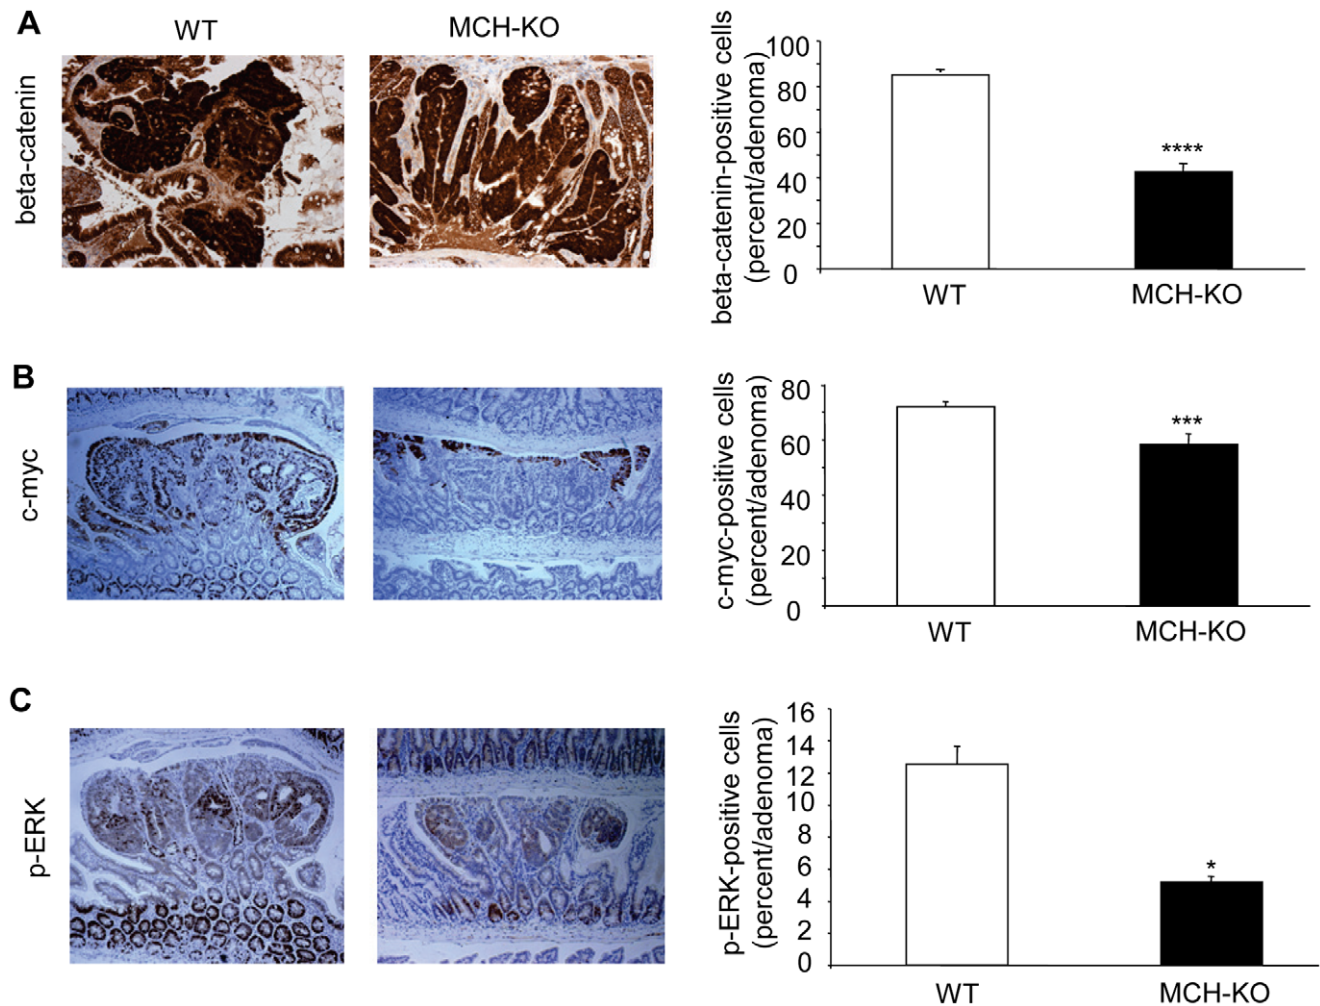 A
WT
MCH-KO
beta-catenin
beta-catenin-positive cells
(percent/adenoma)
100
80
60
40
20
0
****
WT
MCH-KO
B
c-myc
c-myc-positive cells
(percent/adenoma)
80
60
40
20
0
***
WT
MCH-KO
C
p-ERK
p-ERK-positive cells
(percent/adenoma)
16
14
12
10
8
6
4
2
0
*
WT
MCH-KO